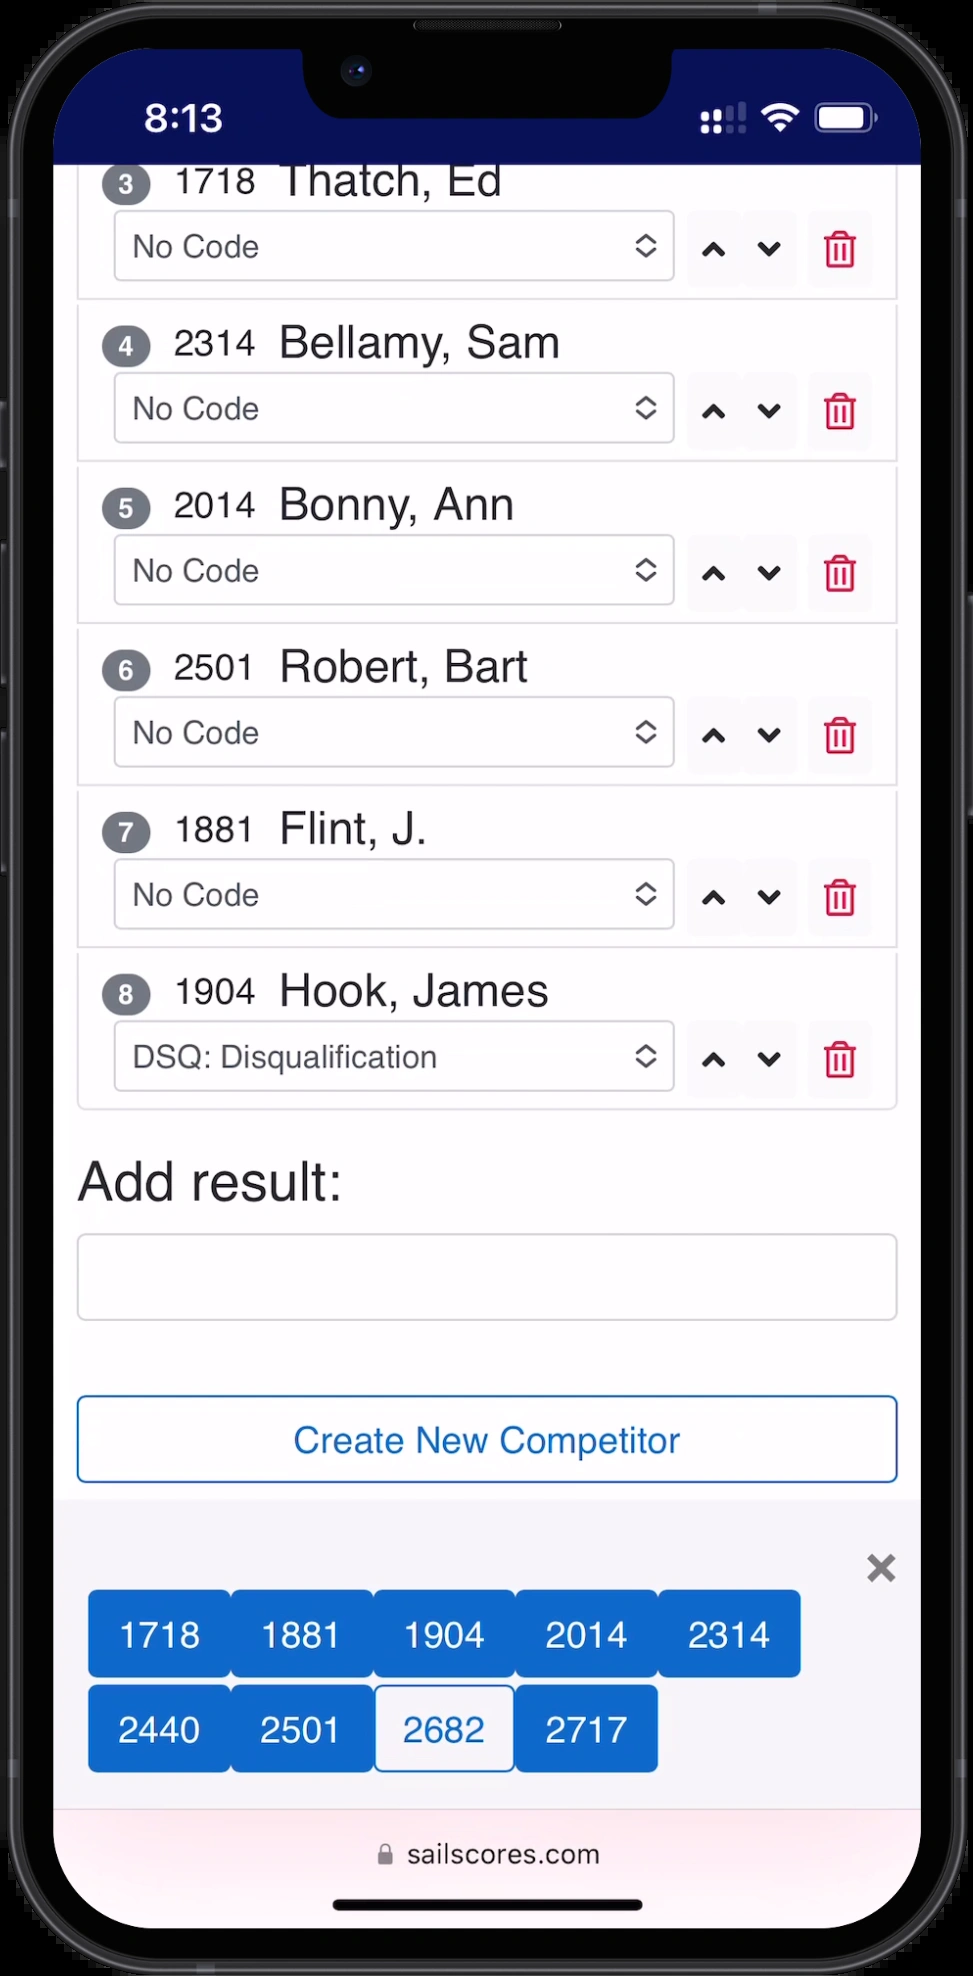 8:13
3 1718 Thatch, Ed
No Code
4 2314 Bellamy, Sam
No Code
5 2014 Bonny, Ann
No Code
6 2501 Robert, Bart
No Code
7 1881 Flint, J.
No Code
8 1904 Hook, James
DSQ: Disqualification
Add result:
Create New Competitor
1718 1881 1904 2014 2314
2440 2501 2682 2717
sailscores.com